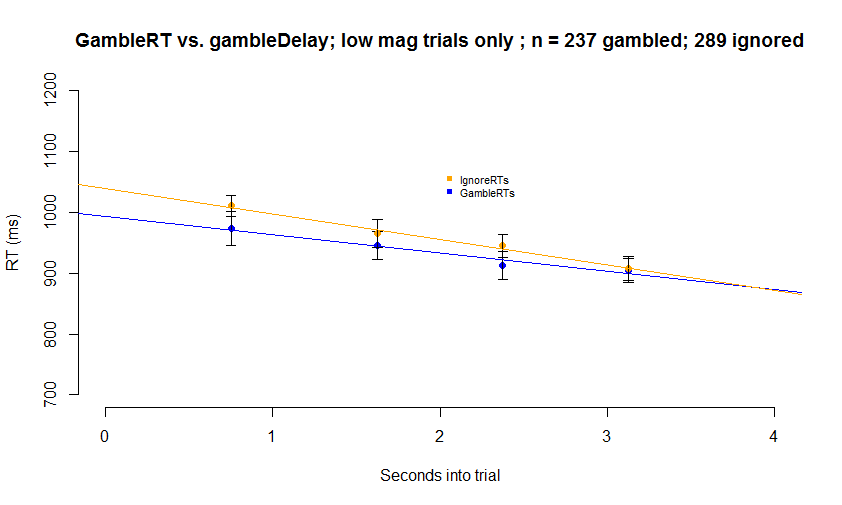 GambleRT vs. gambleDelay; low mag trials only ; n = 237 gambled; 289 ignored
1200
1100
1000
900
800
700
RT (ms)
IgnoreRTs
GambleRTs
0 1 2 3 4
Seconds into trial